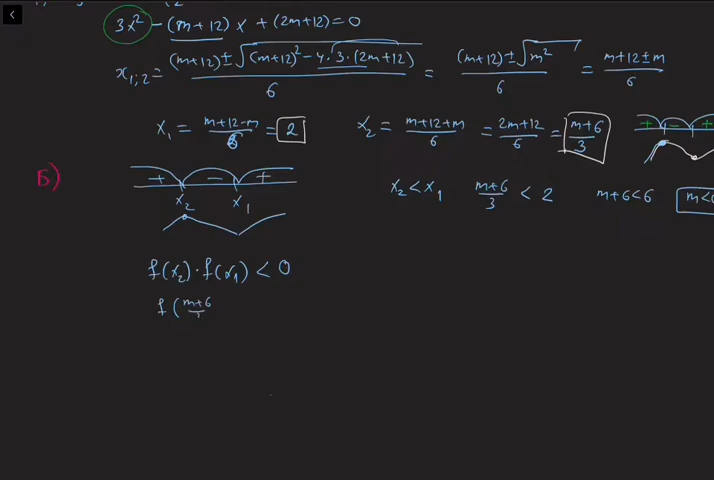 3x² − (m+12)x + (2m+12) = 0
x₁;₂ = ((m+12) ± √((m+12)² − 4·3·(2m+12)))/6 = ((m+12) ± √m²)/6 = (m+12±m)/6
x₁ = (m+12−m)/6 = 2 x₂ = (m+12+m)/6 = (2m+12)/6 = (m+6)/3 + − +
Б) + − + x₂ < x₁ (m+6)/3 < 2 m+6<6 m<
x₂ x₁
f(x₂)·f(x₁) < 0
f(m+6